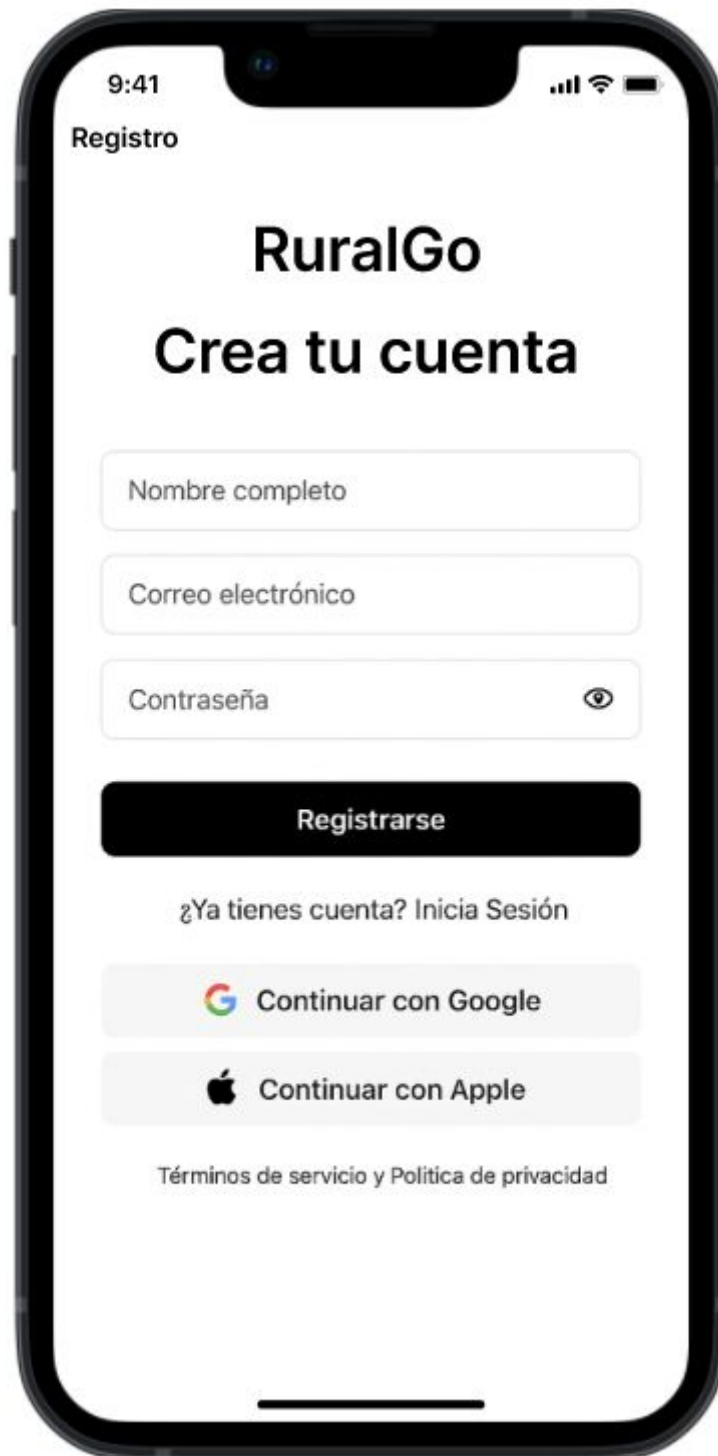 9:41
Registro
RuralGo
Crea tu cuenta
Nombre completo
Correo electrónico
Contraseña
Registrarse
¿Ya tienes cuenta? Inicia Sesión
Continuar con Google
Continuar con Apple
Términos de servicio y Politica de privacidad